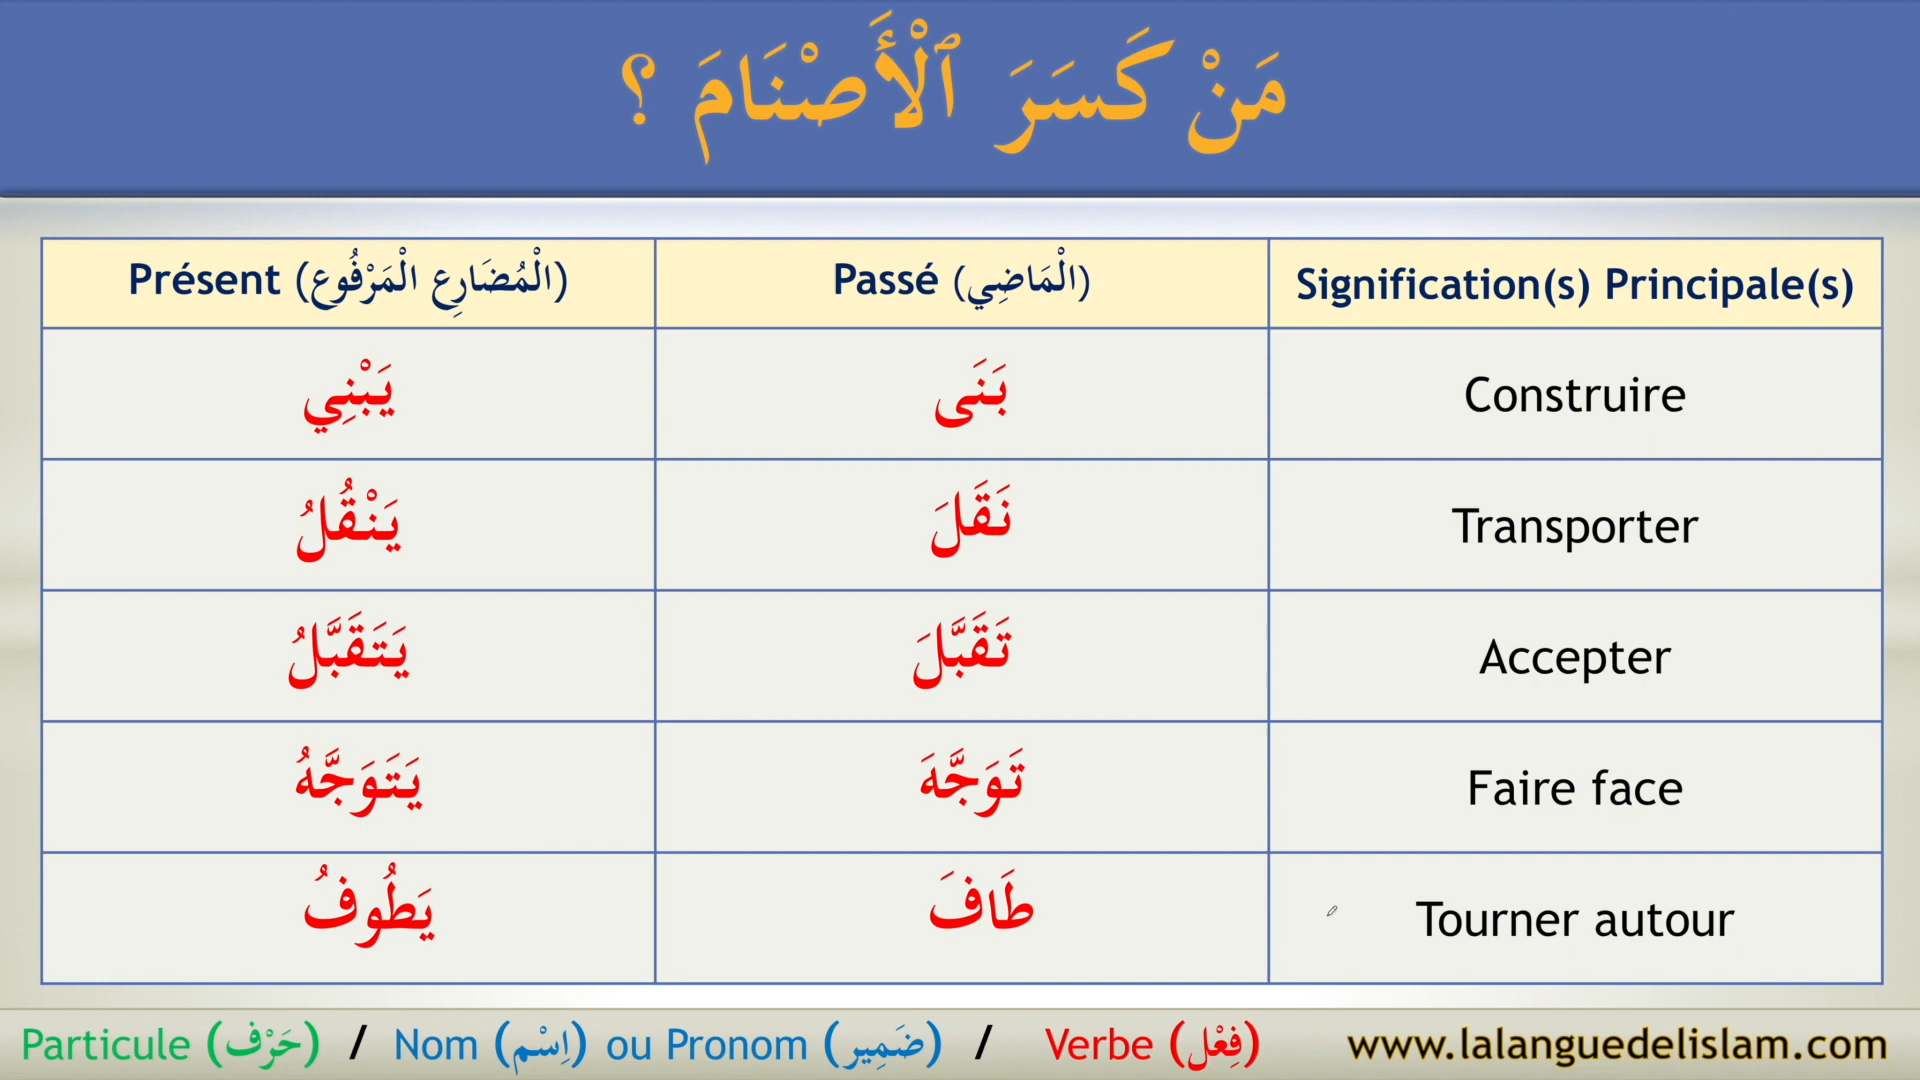 مَنْ كَسَرَ ٱلْأَصْنَامَ ؟
Présent (الْمُضَارِع الْمَرْفُوع) Passé (الْمَاضِي) Signification(s) Principale(s)
يَبْنِي بَنَى Construire
يَنْقُلُ نَقَلَ Transporter
يَتَقَبَّلُ تَقَبَّلَ Accepter
يَتَوَجَّهُ تَوَجَّهَ Faire face
يَطُوفُ طَافَ Tourner autour
Particule (حَرْف) / Nom (اِسْم) ou Pronom (ضَمِير) / Verbe (فِعْل) www.lalanguedelislam.com